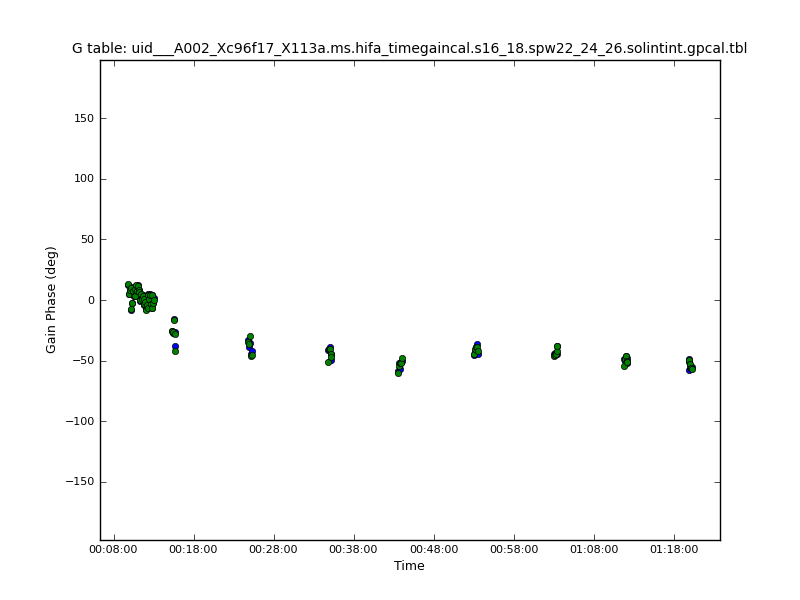 G table: uid___A002_Xc96f17_X113a.ms.hifa_timegaincal.s16_18.spw22_24_26.solintint.gpcal.tbl
150
100
50
0
−50
−100
−150
Gain Phase (deg)
00:08:00 00:18:00 00:28:00 00:38:00 00:48:00 00:58:00 01:08:00 01:18:00
Time